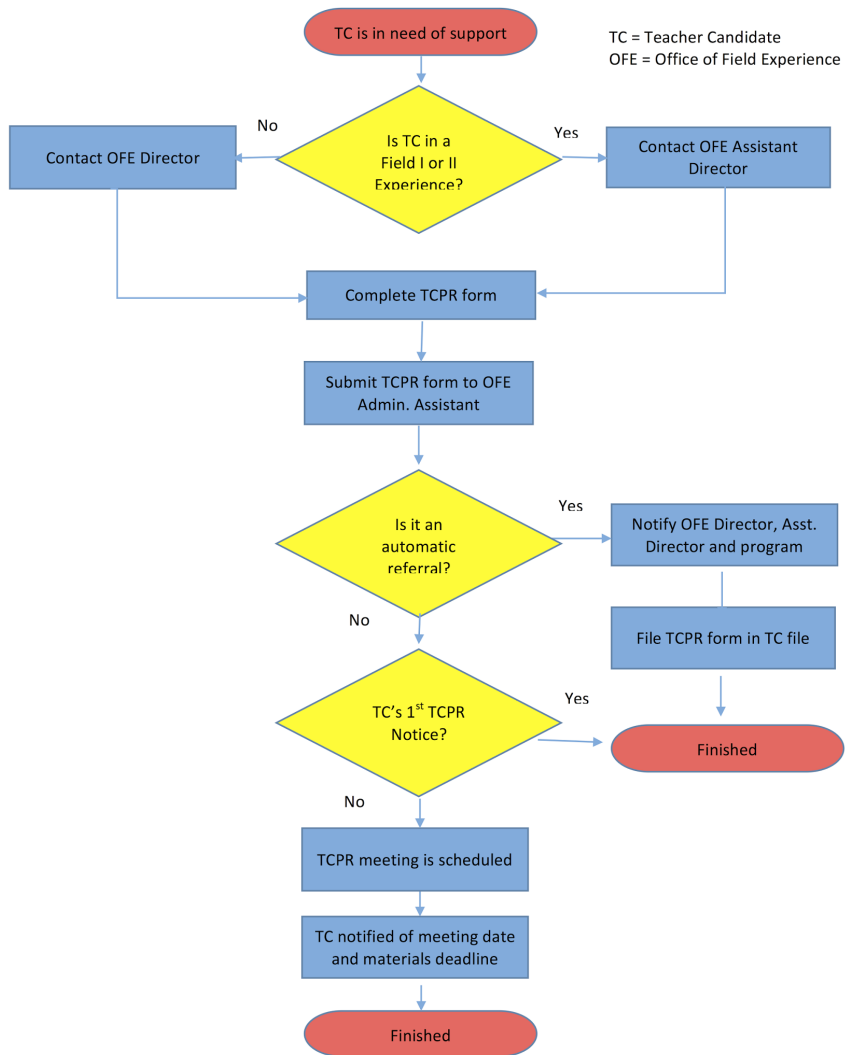 TC is in need of support
TC = Teacher Candidate
OFE = Office of Field Experience
No
Is TC in a
Field I or II
Experience?
Yes
Contact OFE Director
Contact OFE Assistant
Director
Complete TCPR form
Submit TCPR form to OFE
Admin. Assistant
Is it an
automatic
referral?
Yes
Notify OFE Director, Asst.
Director and program
No
File TCPR form in TC file
TC's 1st TCPR
Notice?
Yes
Finished
No
TCPR meeting is scheduled
TC notified of meeting date
and materials deadline
Finished